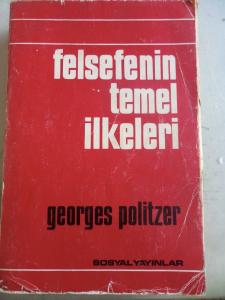 felsefenin
temel
ilkeleri
georges politzer
SOSYAL YAYINLAR